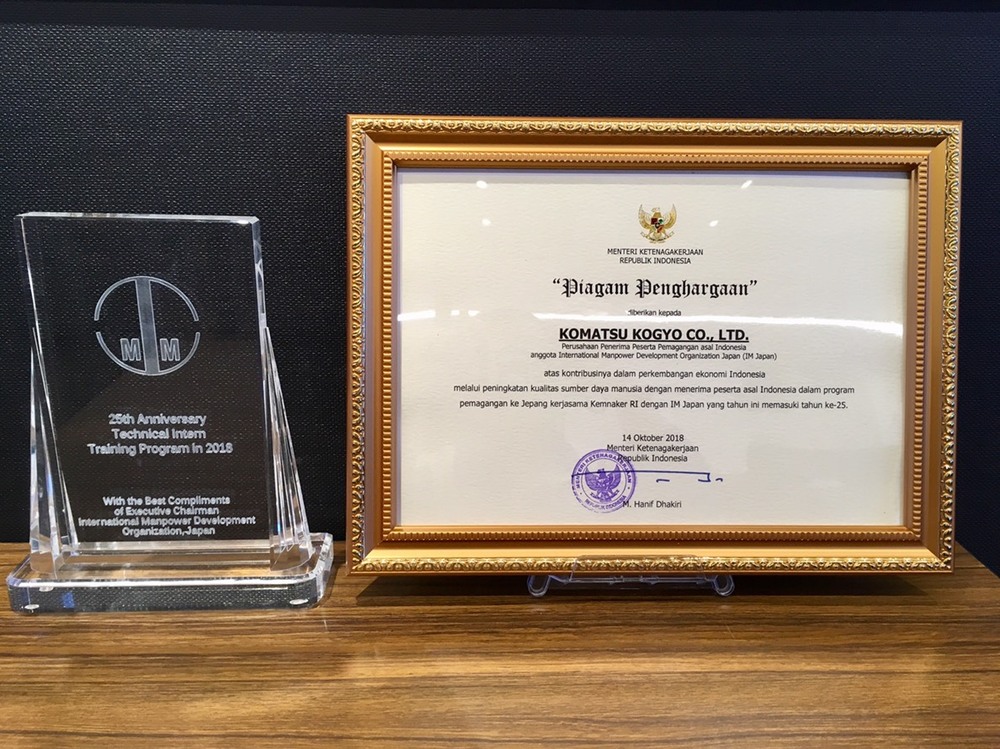 M M
25th Anniversary
Technical Intern
Training Program in 2018
With the Best Compliments
of Executive Chairman
International Manpower Development
Organization, Japan
MENTERI KETENAGAKERJAAN
REPUBLIK INDONESIA
“Piagam Penghargaan”
diberikan kepada
KOMATSU KOGYO CO., LTD.
Perusahaan Penerima Peserta Pemagangan asal Indonesia
anggota International Manpower Development Organization Japan (IM Japan)
atas kontribusinya dalam perkembangan ekonomi Indonesia
melalui peningkatan kualitas sumber daya manusia dengan menerima peserta asal Indonesia dalam program
pemagangan ke Jepang kerjasama Kemnaker RI dengan IM Japan yang tahun ini memasuki tahun ke-25.
14 Oktober 2018
Menteri Ketenagakerjaan
Republik Indonesia
MENTERI KETENAGAKERJAAN
REPUBLIK INDONESIA
M. Hanif Dhakiri